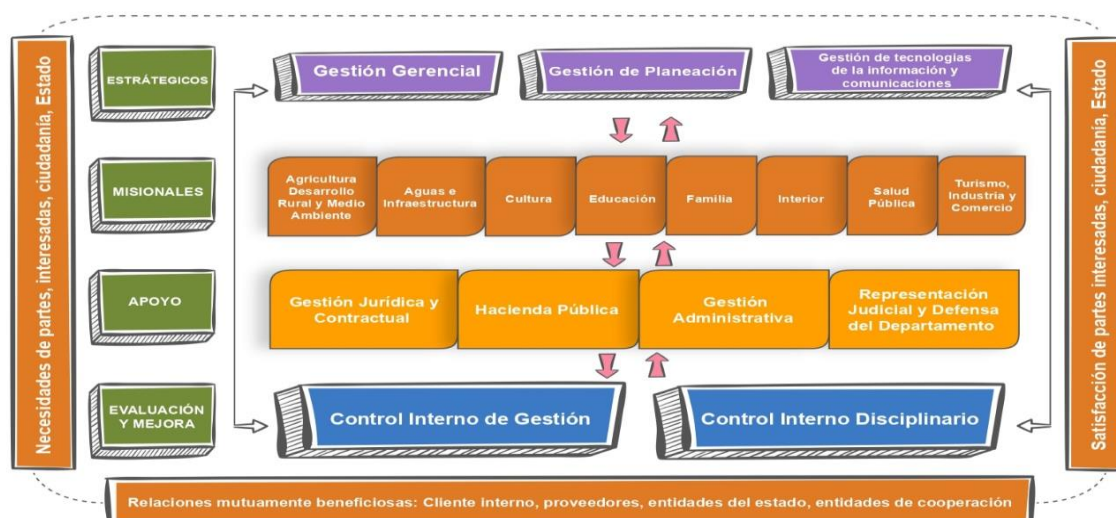 Necesidades de partes, interesadas, ciudadanía, Estado
ESTRÁTEGICOS
Gestión Gerencial
Gestión de Planeación
Gestión de tecnologías
de la información y
comunicaciones
MISIONALES
Agricultura
Desarrollo
Rural y Medio
Ambiente
Aguas e
Infraestructura
Cultura
Educación
Familia
Interior
Salud
Pública
Turismo,
Industria y
Comercio
APOYO
Gestión Jurídica y
Contractual
Hacienda Pública
Gestión
Administrativa
Representación
Judicial y Defensa
del Departamento
EVALUACIÓN
Y MEJORA
Control Interno de Gestión
Control Interno Disciplinario
Satisfacción de partes interesadas, ciudadanía, Estado
Relaciones mutuamente beneficiosas: Cliente interno, proveedores, entidades del estado, entidades de cooperación